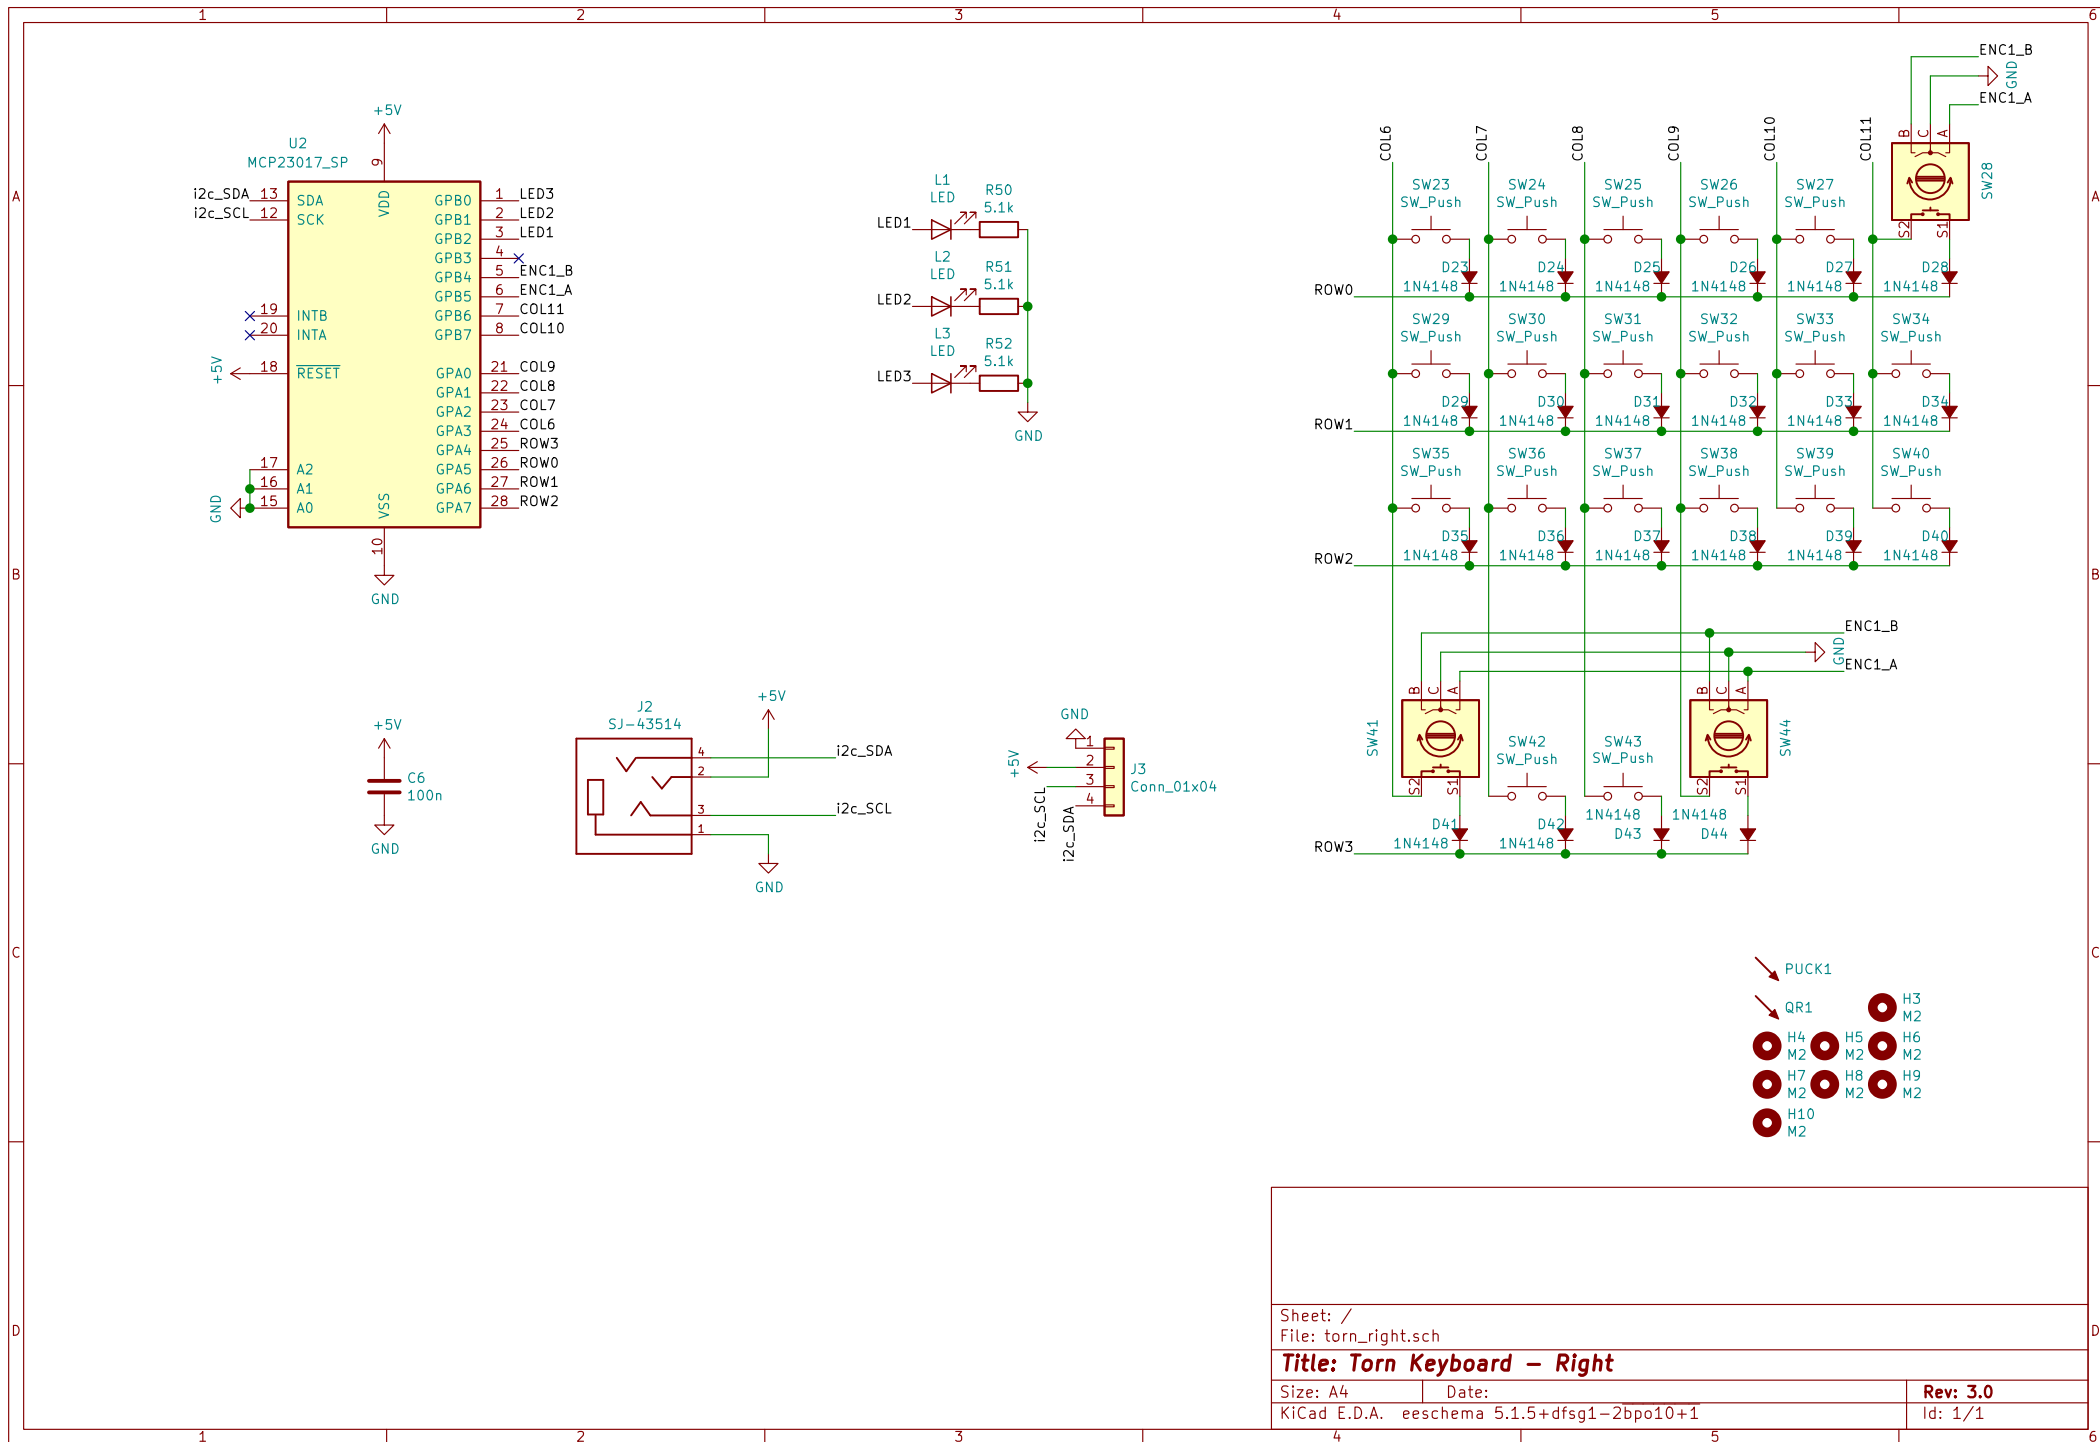 1 2 3 4 5 6
A
B
C
D
+5V
U2
MCP23017_SP
9
VDD
i2c_SDA 13 SDA
i2c_SCL 12 SCK
19 INTB
20 INTA
+5V 18 RESET
17 A2
16 A1
GND 15 A0
VSS
10
GND
GPB0 1 LED3
GPB1 2 LED2
GPB2 3 LED1
GPB3 4
GPB4 5 ENC1_B
GPB5 6 ENC1_A
GPB6 7 COL11
GPB7 8 COL10
GPA0 21 COL9
GPA1 22 COL8
GPA2 23 COL7
GPA3 24 COL6
GPA4 25 ROW3
GPA5 26 ROW0
GPA6 27 ROW1
GPA7 28 ROW2
L1
LED
R50
5.1k
LED1
L2
LED
R51
5.1k
LED2
L3
LED
R52
5.1k
LED3
GND
+5V
C6
100n
GND
J2
SJ-43514
+5V
4 i2c_SDA
2
3 i2c_SCL
1
GND
GND
+5V
1
2
3
4
i2c_SCL
i2c_SDA
J3
Conn_01x04
ENC1_B
GND
ENC1_A
COL6 COL7 COL8 COL9 COL10 COL11
B C A
SW28
S2 S1
SW23 SW24 SW25 SW26 SW27
SW_Push SW_Push SW_Push SW_Push SW_Push
D23 D24 D25 D26 D27 D28
1N4148 1N4148 1N4148 1N4148 1N4148 1N4148
ROW0
SW29 SW30 SW31 SW32 SW33 SW34
SW_Push SW_Push SW_Push SW_Push SW_Push SW_Push
D29 D30 D31 D32 D33 D34
1N4148 1N4148 1N4148 1N4148 1N4148 1N4148
ROW1
SW35 SW36 SW37 SW38 SW39 SW40
SW_Push SW_Push SW_Push SW_Push SW_Push SW_Push
D35 D36 D37 D38 D39 D40
1N4148 1N4148 1N4148 1N4148 1N4148 1N4148
ROW2
ENC1_B
GND
ENC1_A
B C A
B C A
SW41
SW44
SW42 SW43
SW_Push SW_Push
S2 S1
S2 S1
1N4148 1N4148
D41 D42 D43 D44
1N4148 1N4148
ROW3
PUCK1
QR1
H3
M2
H4 H5 H6
M2 M2 M2
H7 H8 H9
M2 M2 M2
H10
M2
Sheet: /
File: torn_right.sch
Title: Torn Keyboard - Right
Size: A4 Date: Rev: 3.0
KiCad E.D.A. eeschema 5.1.5+dfsg1-2bpo10+1 Id: 1/1
A
B
C
D
1 2 3 4 5 6